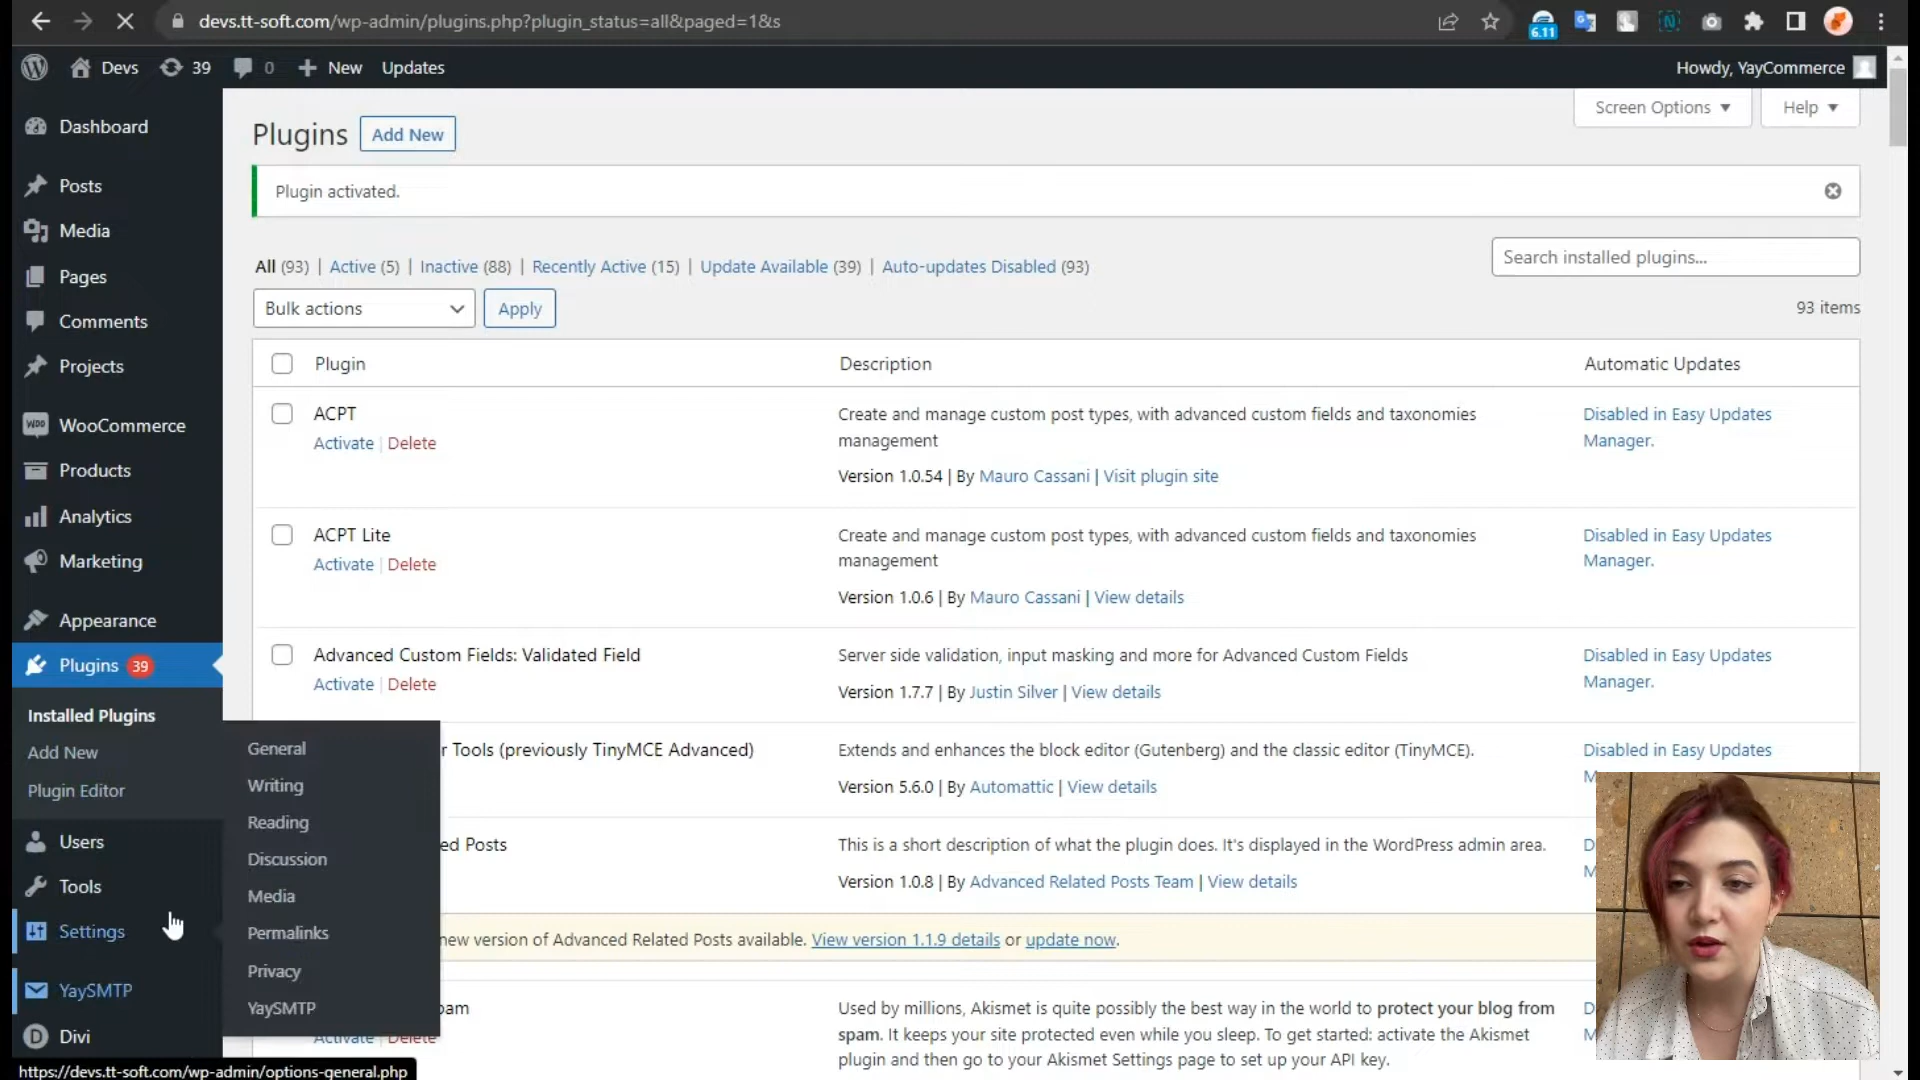 devs.tt-soft.com/wp-admin/plugins.php?plugin_status=all&paged=1&s
6.11
Devs 39 0 New Updates
Howdy, YayCommerce
Screen Options Help
Dashboard
Posts
Media
Pages
Comments
Projects
WooCommerce
Products
Analytics
Marketing
Appearance
Plugins 39
Installed Plugins
Add New
Plugin Editor
Users
Tools
Settings
YaySMTP
Divi
General
Writing
Reading
Discussion
Media
Permalinks
Privacy
YaySMTP
Plugins Add New
Plugin activated.
All (93) | Active (5) | Inactive (88) | Recently Active (15) | Update Available (39) | Auto-updates Disabled (93)
Search installed plugins...
Bulk actions Apply
93 items
Plugin Description Automatic Updates
ACPT
Activate | Delete
Create and manage custom post types, with advanced custom fields and taxonomies
management
Version 1.0.54 | By Mauro Cassani | Visit plugin site
Disabled in Easy Updates
Manager.
ACPT Lite
Activate | Delete
Create and manage custom post types, with advanced custom fields and taxonomies
management
Version 1.0.6 | By Mauro Cassani | View details
Disabled in Easy Updates
Manager.
Advanced Custom Fields: Validated Field
Activate | Delete
Server side validation, input masking and more for Advanced Custom Fields
Version 1.7.7 | By Justin Silver | View details
Disabled in Easy Updates
Manager.
r Tools (previously TinyMCE Advanced)
Extends and enhances the block editor (Gutenberg) and the classic editor (TinyMCE).
Version 5.6.0 | By Automattic | View details
Disabled in Easy Updates
M
ed Posts
This is a short description of what the plugin does. It's displayed in the WordPress admin area.
Version 1.0.8 | By Advanced Related Posts Team | View details
D
M
new version of Advanced Related Posts available. View version 1.1.9 details or update now.
pam
Activate | Delete
Used by millions, Akismet is quite possibly the best way in the world to protect your blog from
spam. It keeps your site protected even while you sleep. To get started: activate the Akismet
plugin and then go to your Akismet Settings page to set up your API key.
D
M
https://devs.tt-soft.com/wp-admin/options-general.php